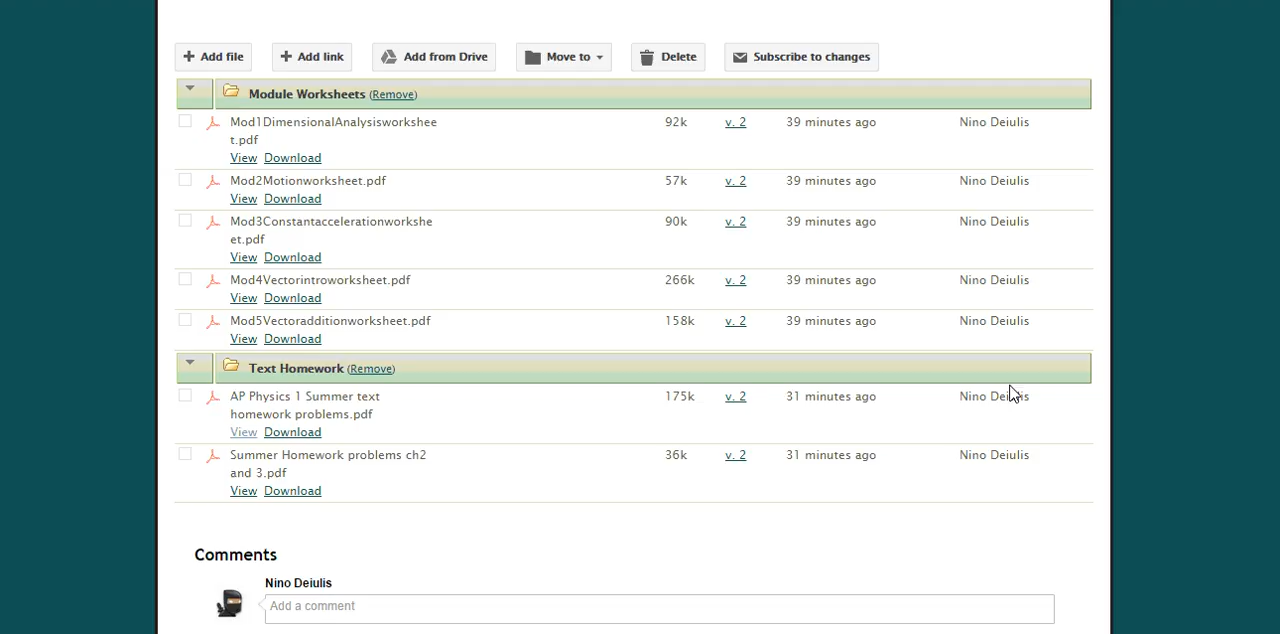 Add file Add link Add from Drive Move to Delete Subscribe to changes
Module Worksheets (Remove)
Mod1DimensionalAnalysisworkshee 92k v. 2 39 minutes ago Nino Deiulis
t.pdf
View Download
Mod2Motionworksheet.pdf 57k v. 2 39 minutes ago Nino Deiulis
View Download
Mod3Constantaccelerationworkshe 90k v. 2 39 minutes ago Nino Deiulis
et.pdf
View Download
Mod4Vectorintroworksheet.pdf 266k v. 2 39 minutes ago Nino Deiulis
View Download
Mod5Vectoradditionworksheet.pdf 158k v. 2 39 minutes ago Nino Deiulis
View Download
Text Homework (Remove)
AP Physics 1 Summer text 175k v. 2 31 minutes ago Nino Deiulis
homework problems.pdf
View Download
Summer Homework problems ch2 36k v. 2 31 minutes ago Nino Deiulis
and 3.pdf
View Download
Comments
Nino Deiulis
Add a comment